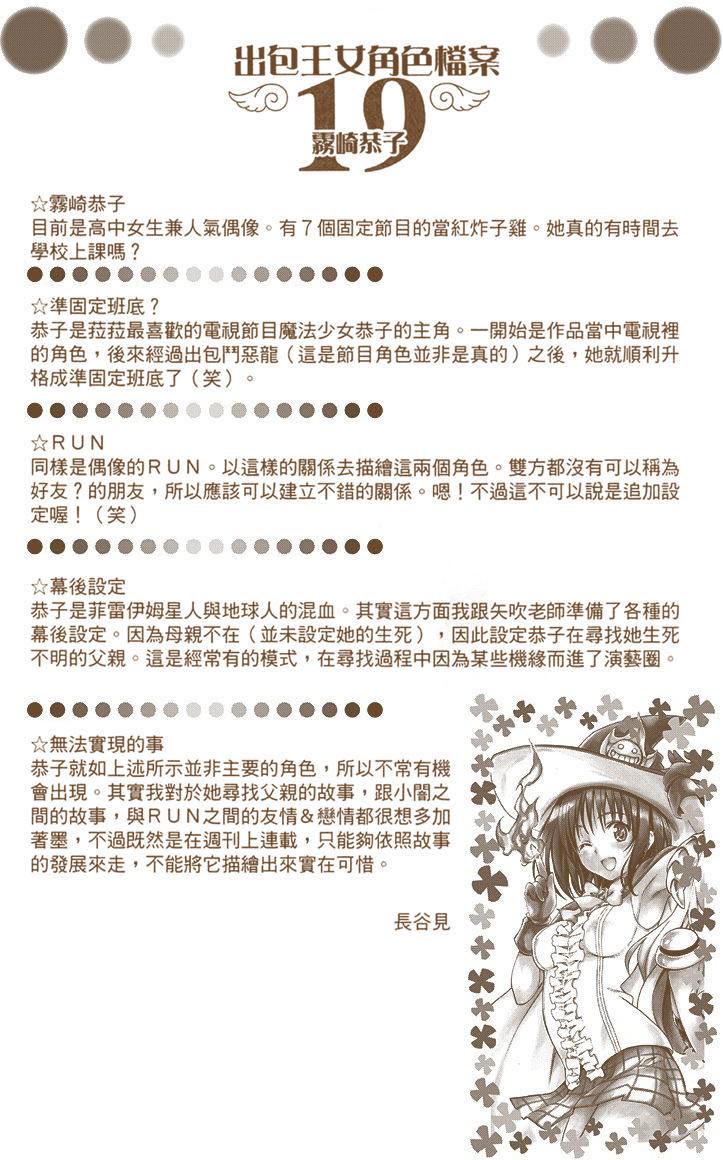 出包王女角色檔案
19
霧崎恭子
☆霧崎恭子
目前是高中女生兼人氣偶像。有７個固定節目的當紅炸子雞。她真的有時間去
學校上課嗎？
☆準固定班底？
恭子是菈菈最喜歡的電視節目魔法少女恭子的主角。一開始是作品當中電視裡
的角色，後來經過出包鬥惡龍（這是節目角色並非是真的）之後，她就順利升
格成準固定班底了（笑）。
☆ＲＵＮ
同樣是偶像的ＲＵＮ。以這樣的關係去描繪這兩個角色。雙方都沒有可以稱為
好友？的朋友，所以應該可以建立不錯的關係。嗯！不過這不可以說是追加設
定喔！（笑）
☆幕後設定
恭子是菲雷伊姆星人與地球人的混血。其實這方面我跟矢吹老師準備了各種的
幕後設定。因為母親不在（並未設定她的生死），因此設定恭子在尋找她生死
不明的父親。這是經常有的模式，在尋找過程中因為某些機緣而進了演藝圈。
☆無法實現的事
恭子就如上述所示並非主要的角色，所以不常有機
會出現。其實我對於她尋找父親的故事，跟小闇之
間的故事，與ＲＵＮ之間的友情＆戀情都很想多加
著墨，不過既然是在週刊上連載，只能夠依照故事
的發展來走，不能將它描繪出來實在可惜。
長谷見